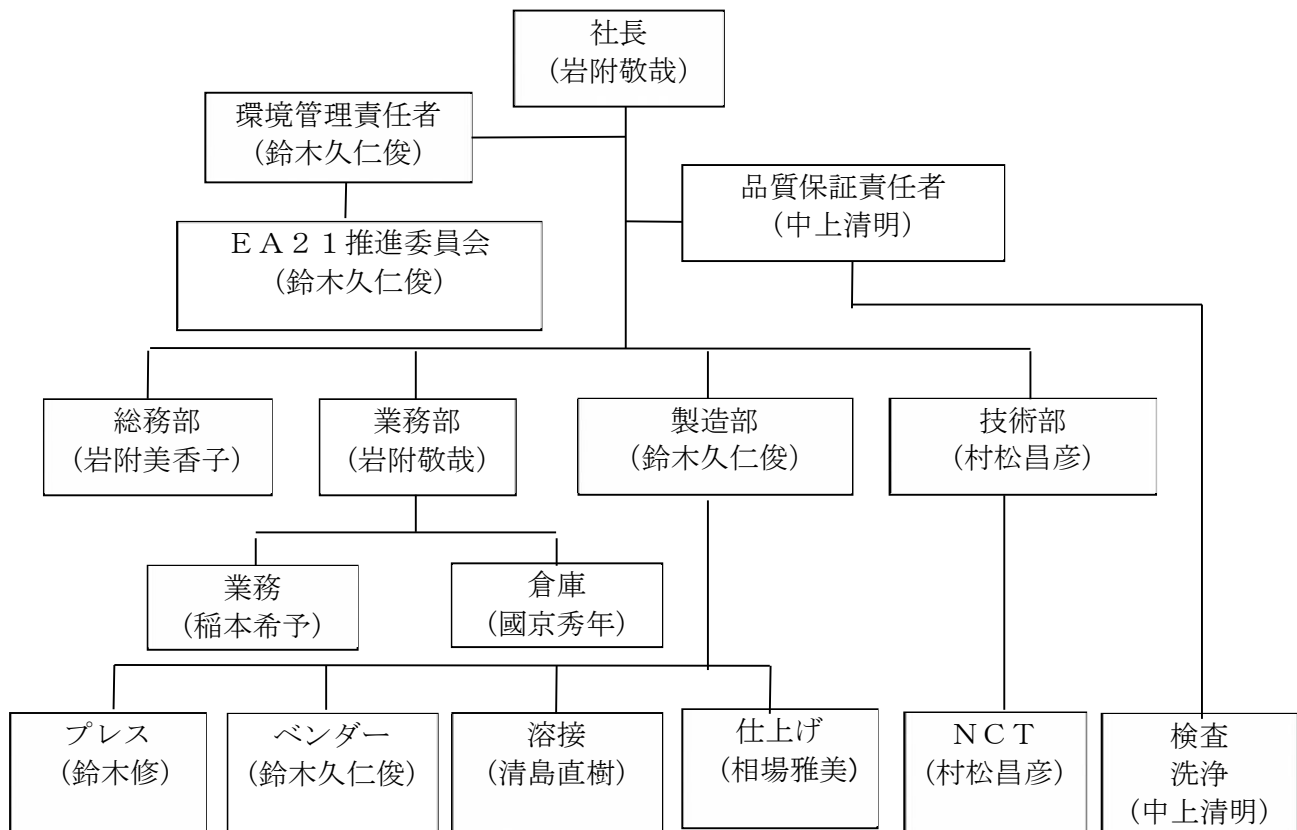 社長
(岩附敬哉)
環境管理責任者
(鈴木久仁俊)
品質保証責任者
(中上清明)
ＥＡ２１推進委員会
(鈴木久仁俊)
総務部
(岩附美香子)
業務部
(岩附敬哉)
製造部
(鈴木久仁俊)
技術部
(村松昌彦)
業務
(稲本希予)
倉庫
(國京秀年)
プレス
(鈴木修)
ベンダー
(鈴木久仁俊)
溶接
(清島直樹)
仕上げ
(相場雅美)
ＮＣＴ
(村松昌彦)
検査
洗浄
(中上清明)